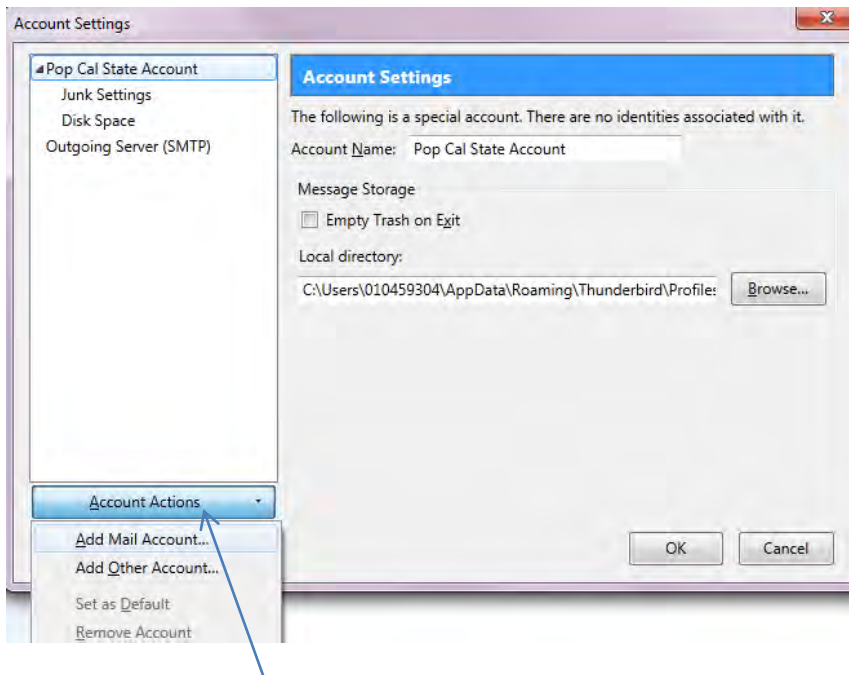 Account Settings
Pop Cal State Account
Junk Settings
Disk Space
Outgoing Server (SMTP)
Account Settings
The following is a special account. There are no identities associated with it.
Account Name: Pop Cal State Account
Message Storage
Empty Trash on Exit
Local directory:
C:\Users\010459304\AppData\Roaming\Thunderbird\Profiles Browse...
Account Actions
Add Mail Account...
Add Other Account...
Set as Default
Remove Account
OK Cancel